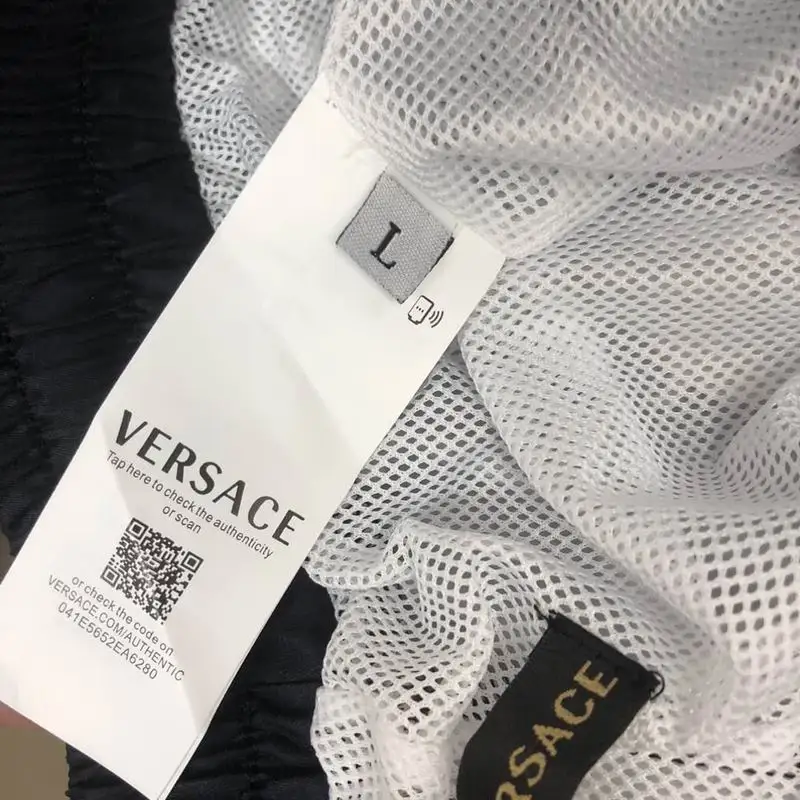 L
VERSACE
Tap here to check the authenticity
or scan
or check the code on
VERSACE.COM/AUTHENTIC
041E5652EA6280
RSACE